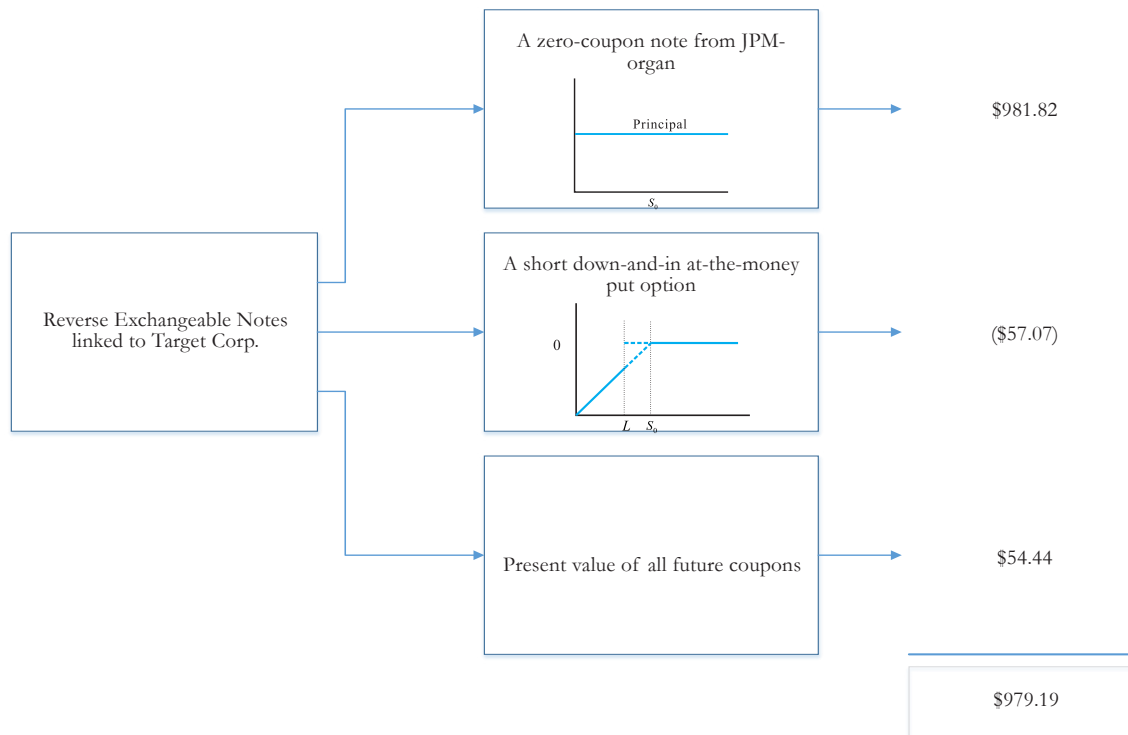 A zero-coupon note from JPM-
organ
Principal
S₀
$981.82
Reverse Exchangeable Notes
linked to Target Corp.
A short down-and-in at-the-money
put option
0
L S₀
($57.07)
Present value of all future coupons
$54.44
$979.19